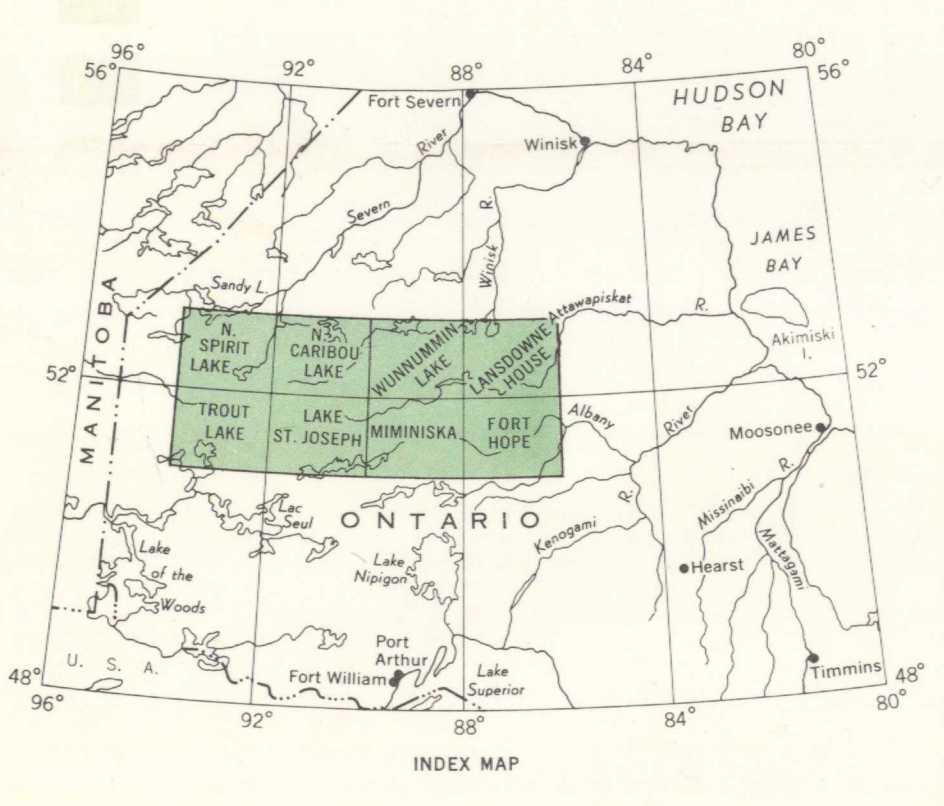 96°
92°
88°
84°
80°
56°
56°
HUDSON
BAY
Fort Severn
River
Winisk
Severn
R.
Winisk
JAMES
BAY
Sandy L.
Attawapiskat
R.
Akimiski
I.
MANITOBA
N.
SPIRIT
LAKE
N.
CARIBOU
LAKE
WUNNUMMIN
LAKE
LANSDOWNE
HOUSE
52°
52°
TROUT
LAKE
LAKE
ST. JOSEPH
MIMINISKA
FORT
HOPE
Albany
River
Moosonee
R.
Missinaibi
R.
Lac
Seul
ONTARIO
Kenogami
Mattagami
Lake
of the
Woods
Lake
Nipigon
Hearst
Port
Arthur
Fort William
Lake
Superior
U. S. A.
Timmins
48°
48°
96°
92°
88°
84°
80°
INDEX MAP